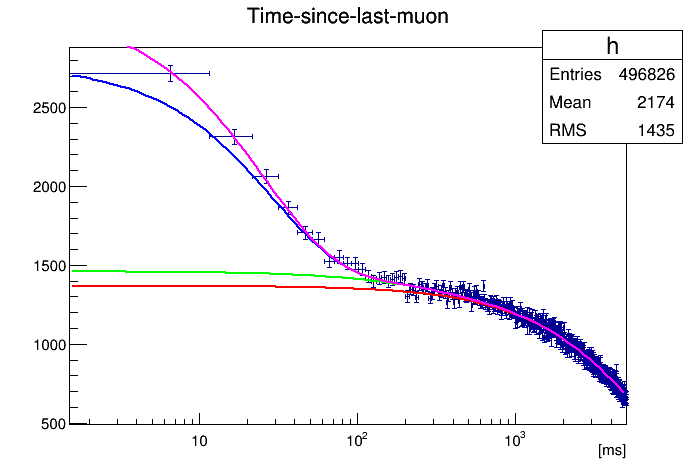 Time-since-last-muon
h
Entries 496826
Mean 2174
RMS 1435
2500
2000
1500
1000
500
10 10² 10³
[ms]